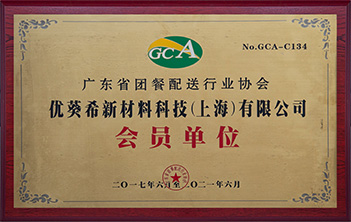 GCA
No.GCA-C134
广东省团餐配送行业协会
优葵希新材料科技(上海)有限公司
会员单位
二〇一七年六月至二〇二一年六月